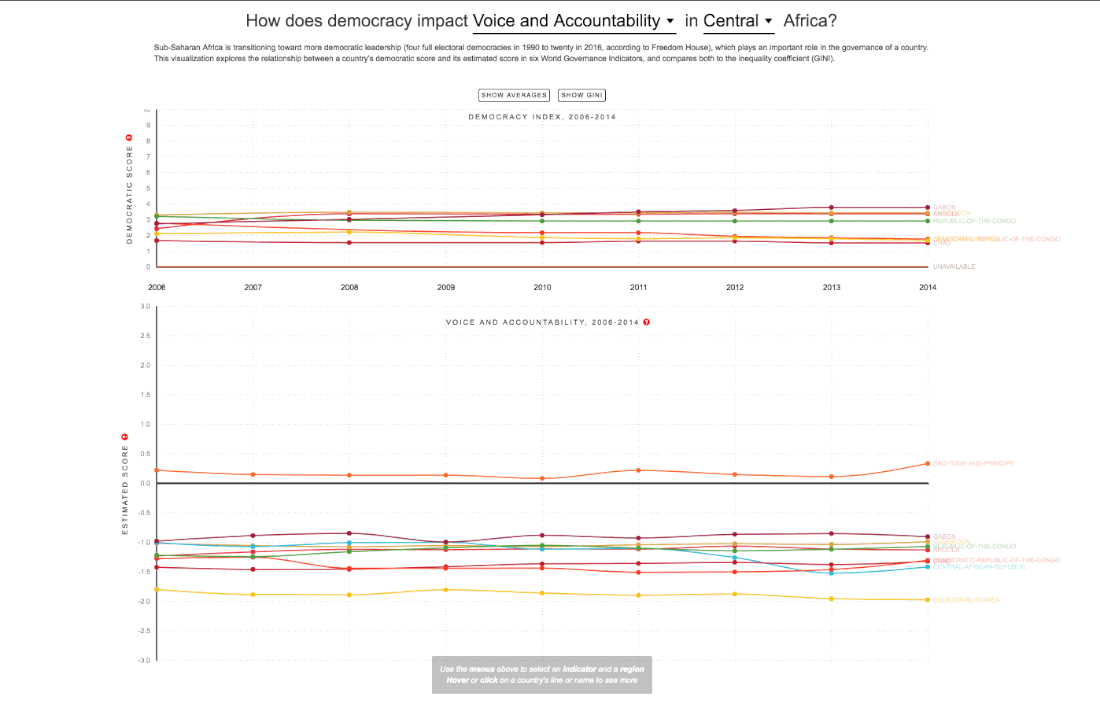 How does democracy impact Voice and Accountability in Central Africa?
Sub-Saharan Africa is transitioning toward more democratic leadership (four full electoral democracies in 1990 to twenty in 2016, according to Freedom House), which plays an important role in the governance of a country.
This visualization explores the relationship between a country's democratic score and its estimated score in six World Governance Indicators, and compares both to the inequality coefficient (GINI).
SHOW AVERAGES SHOW GINI
DEMOCRACY INDEX, 2006-2014
DEMOCRATIC SCORE
10
9
8
7
6
5
4
3
2
1
0
GABON
ANGOLA
REPUBLIC-OF-THE-CONGO
DEMOCRATIC-REPUBLIC-OF-THE-CONGO
CHAD
UNAVAILABLE
2006 2007 2008 2009 2010 2011 2012 2013 2014
VOICE AND ACCOUNTABILITY, 2006-2014
ESTIMATED SCORE
3.0
2.5
2.0
1.5
1.0
0.5
0.0
-0.5
-1.0
-1.5
-2.0
-2.5
-3.0
SAO-TOME-AND-PRINCIPE
GABON
REPUBLIC-OF-THE-CONGO
ANGOLA
DEMOCRATIC-REPUBLIC-OF-THE-CONGO
CENTRAL-AFRICAN-REPUBLIC
EQUATORIAL-GUINEA
Use the menus above to select an indicator and a region
Hover or click on a country's line or name to see more